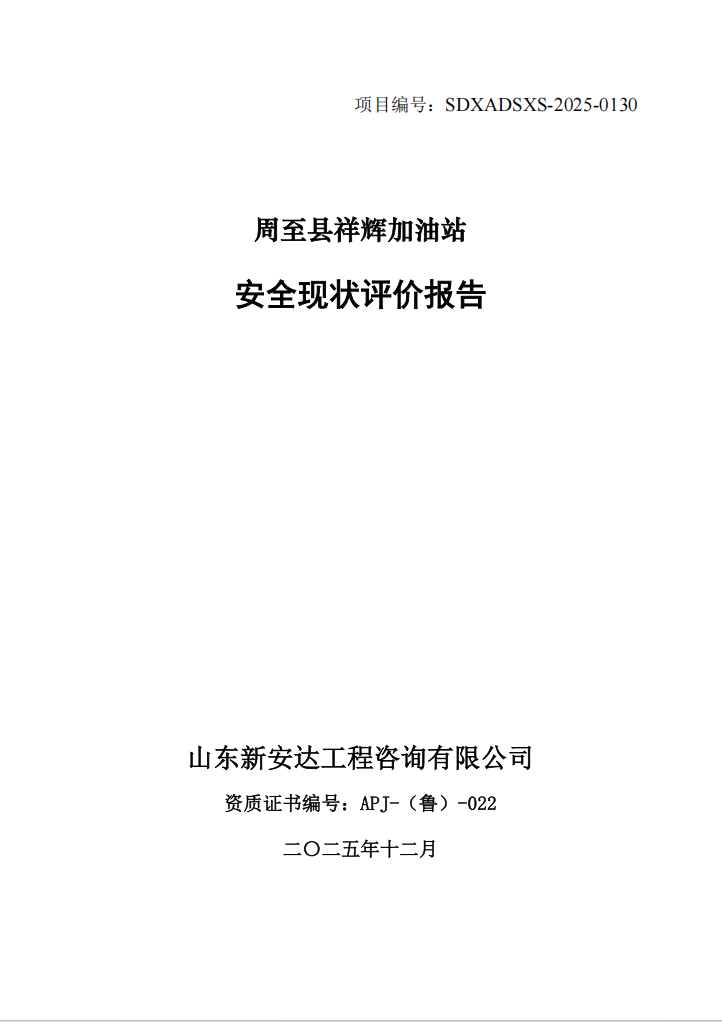 项目编号：SDXADSXS-2025-0130
周至县祥辉加油站
安全现状评价报告
山东新安达工程咨询有限公司
资质证书编号：APJ-（鲁）-022
二〇二五年十二月